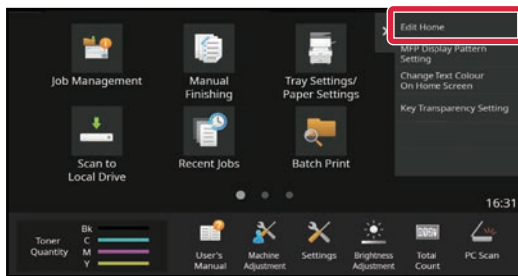 Edit Home
MFP Display Pattern
Setting
Change Text Colour
On Home Screen
Key Transparency Setting
Job Management
Manual
Finishing
Tray Settings/
Paper Settings
Scan to
Local Drive
Recent Jobs
Batch Print
16:31
Toner
Quantity
Bk
C
M
Y
User's
Manual
Machine
Adjustment
Settings
Brightness
Adjustment
Total
Count
PC Scan